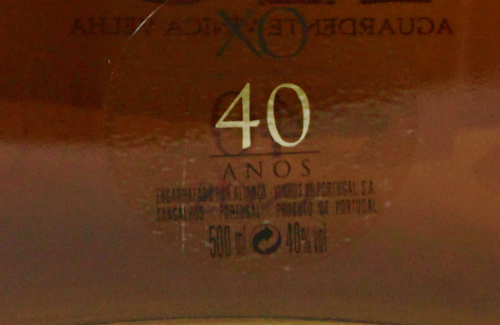 AGUARDENTE VÍNICA VELHA
XO
40
ANOS
ENGARRAFADO POR ALIANÇA - VINHOS DE PORTUGAL, S.A.
SANGALHOS - PORTUGAL - PRODUTO DE PORTUGAL
500 ml 40% vol